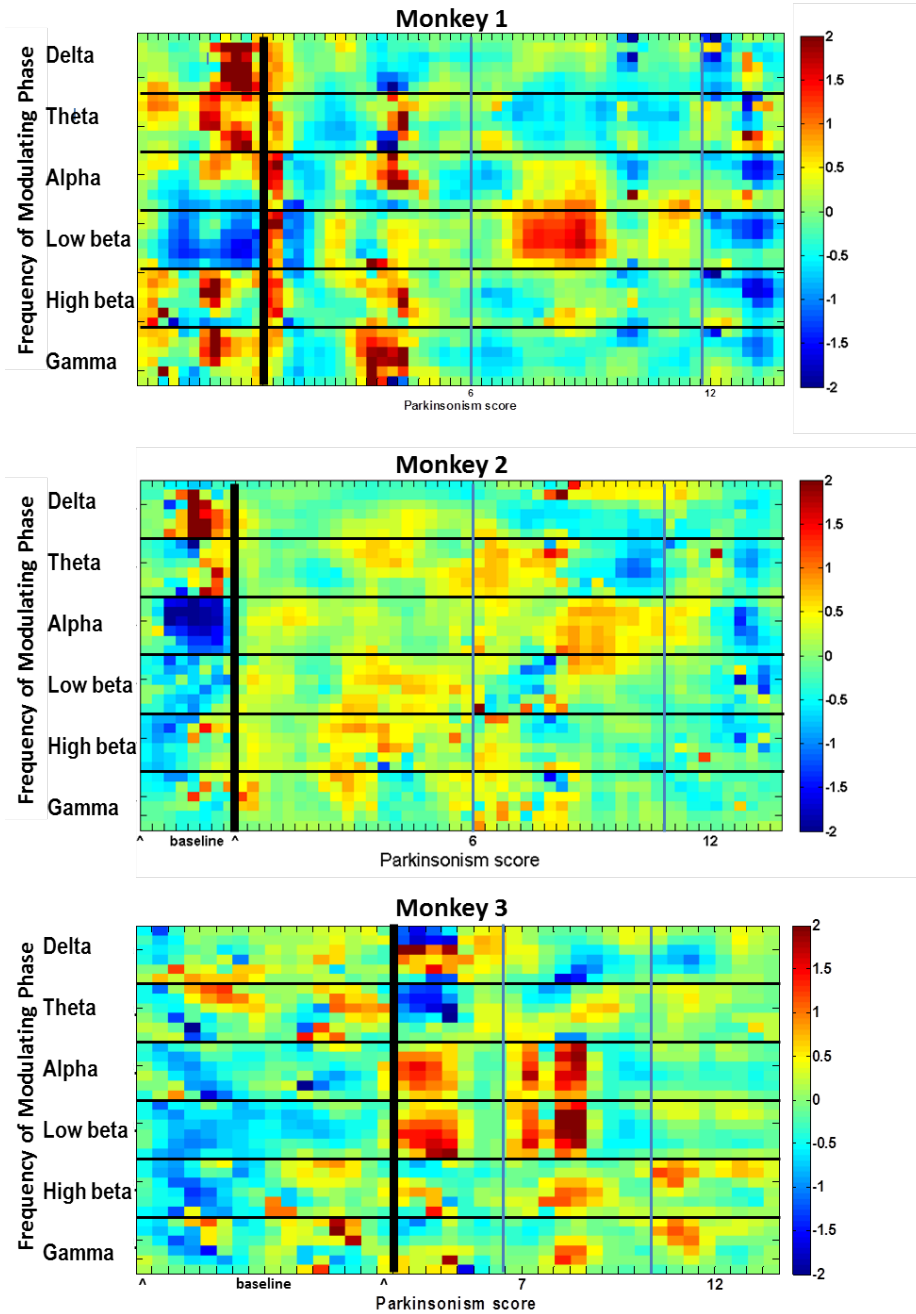 Monkey 1
Frequency of Modulating Phase
Delta
Theta
Alpha
Low beta
High beta
Gamma
6
12
Parkinsonism score
2
1.5
1
0.5
0
-0.5
-1
-1.5
-2
Monkey 2
Frequency of Modulating Phase
Delta
Theta
Alpha
Low beta
High beta
Gamma
^ baseline ^ 6 12
Parkinsonism score
2
1.5
1
0.5
0
-0.5
-1
-1.5
-2
Monkey 3
Frequency of Modulating Phase
Delta
Theta
Alpha
Low beta
High beta
Gamma
^ baseline ^ 7 12
Parkinsonism score
2
1.5
1
0.5
0
-0.5
-1
-1.5
-2